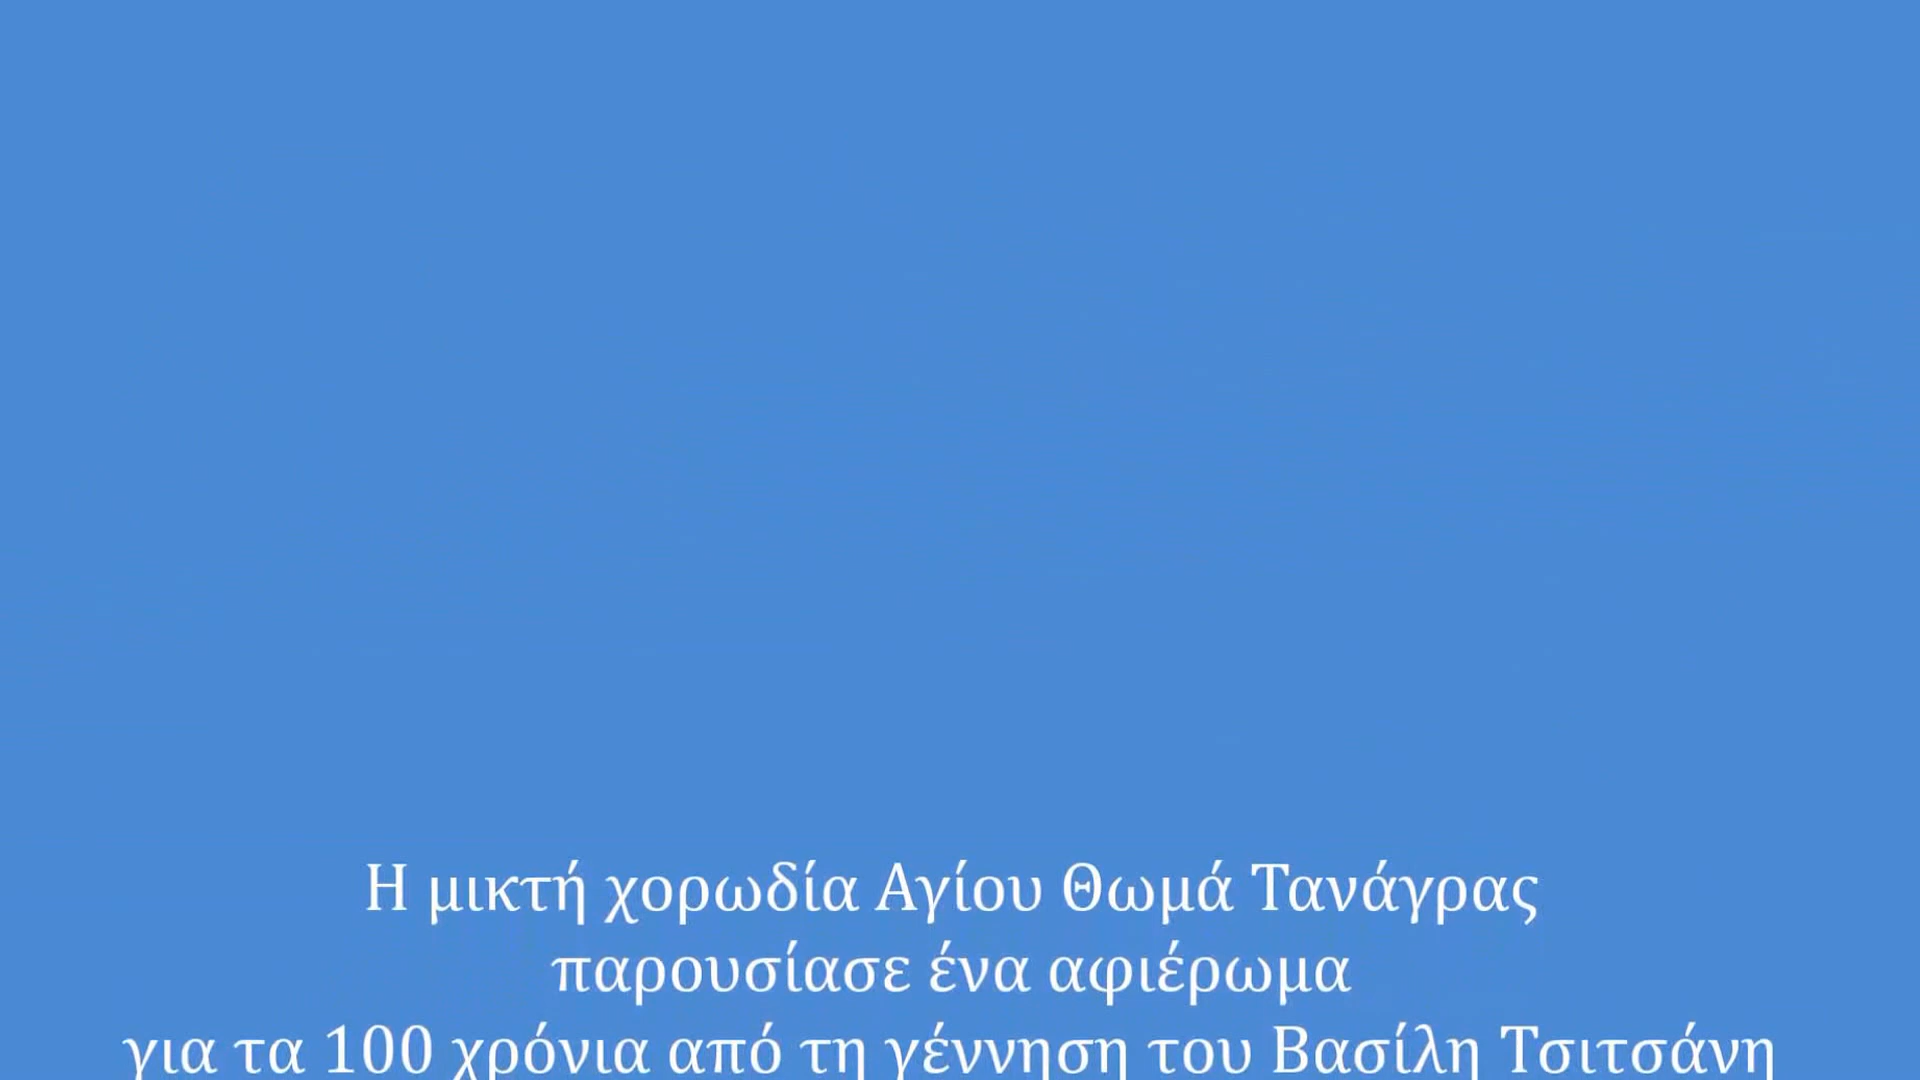 Η μικτή χορωδία Αγίου Θωμά Τανάγρας
παρουσίασε ένα αφιέρωμα
για τα 100 χρόνια από τη γέννηση του Βασίλη Τσιτσάνη